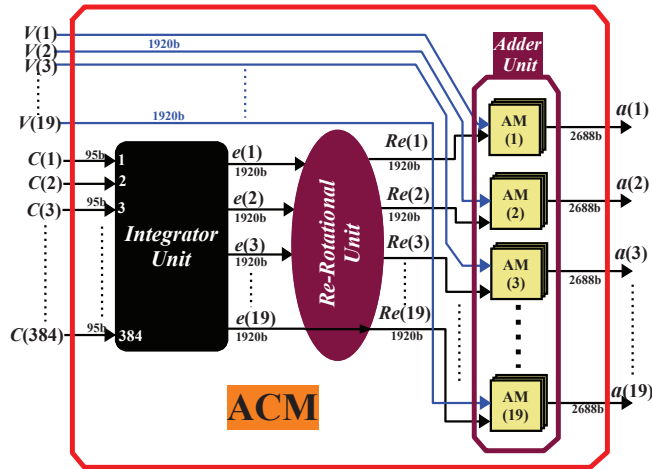 V(1)
V(2)
V(3)
V(19)
1920b
1920b
C(1)
C(2)
C(3)
C(384)
95b
95b
95b
1
2
3
384
Integrator
Unit
e(1)
1920b
e(2)
1920b
e(3)
1920b
e(19)
1920b
Re-Rotational
Unit
Re(1)
1920b
Re(2)
1920b
Re(3)
1920b
Re(19)
1920b
Adder
Unit
AM
(1)
AM
(2)
AM
(3)
AM
(19)
2688b
2688b
2688b
2688b
a(1)
a(2)
a(3)
a(19)
ACM